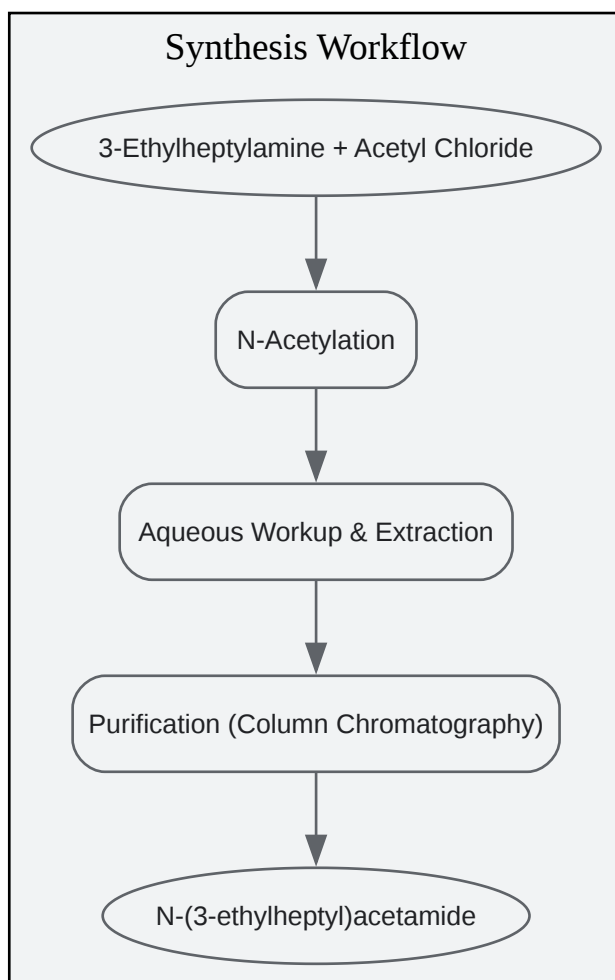 Synthesis Workflow
3-Ethylheptylamine + Acetyl Chloride
N-Acetylation
Aqueous Workup & Extraction
Purification (Column Chromatography)
N-(3-ethylheptyl)acetamide